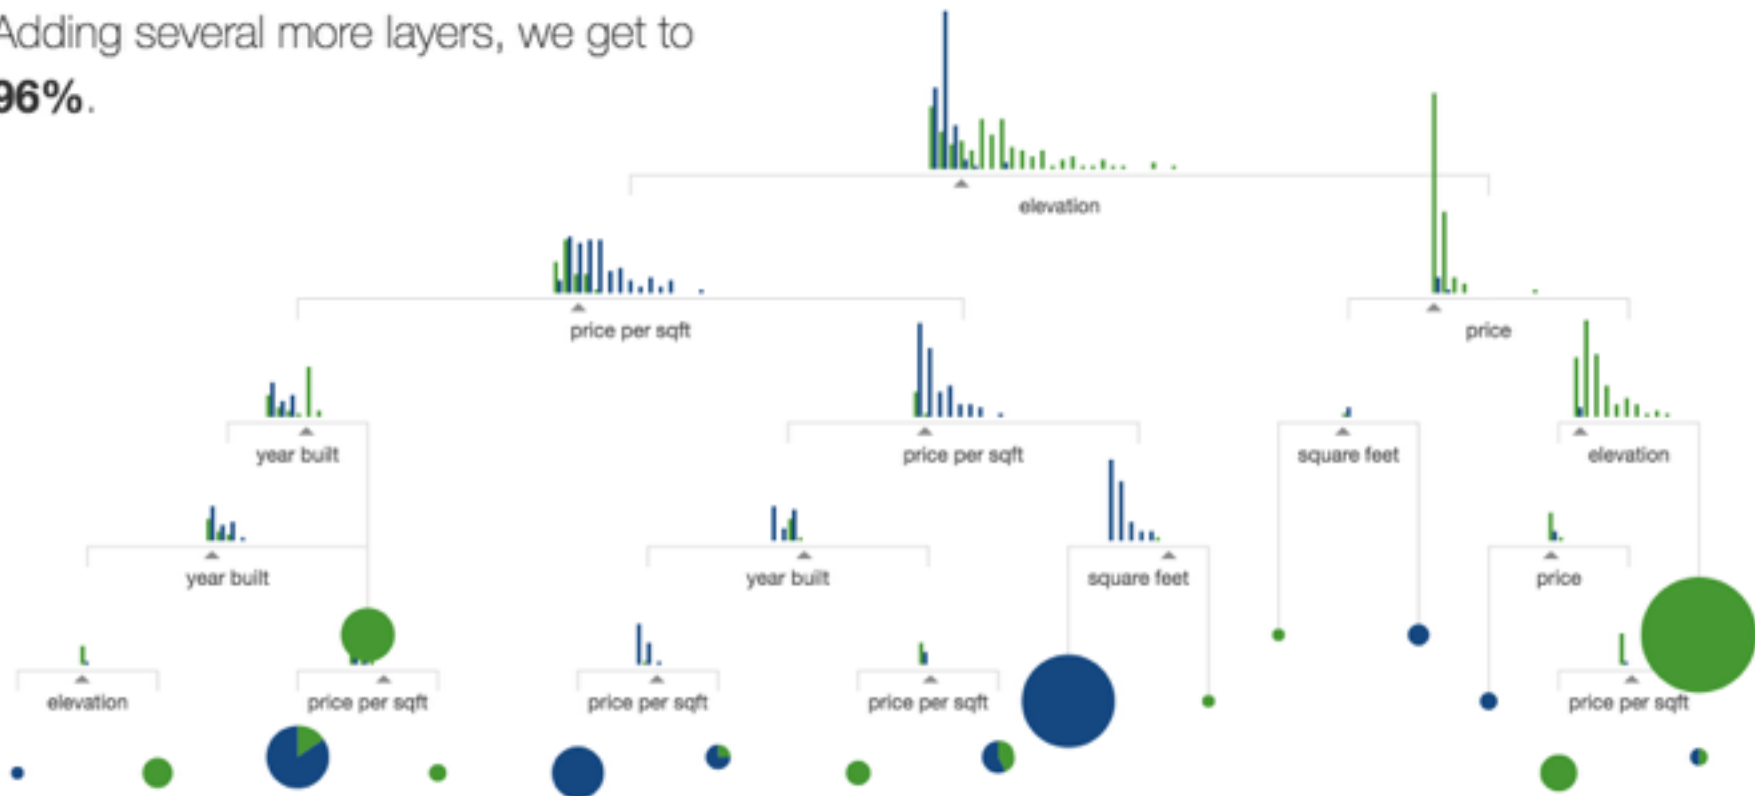 Adding several more layers, we get to
96%.
elevation
price per sqft
price
year built
price per sqft
square feet
elevation
year built
year built
square feet
price
elevation
price per sqft
price per sqft
price per sqft
price per sqft